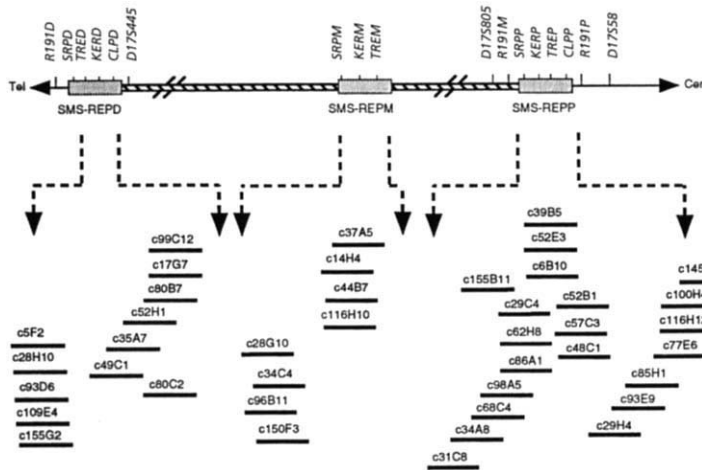 R191D SRPD TRED KERD CLPD D17S445 SRPM KERM TREM D17S805 R191M SRPP KERP TREP CLPP R191P D17S58
Tel Cen
SMS-REPD SMS-REPM SMS-REPP
c39B5
c99C12 c37A5 c52E3
c17G7 c14H4 c6B10 c145
c80B7 c44B7 c155B11 c100H4
c52H1 c116H10 c29C4 c52B1 c116H12
c5F2 c35A7 c62H8 c57C3 c77E6
c28H10 c49C1 c28G10 c86A1 c48C1
c93D6 c80C2 c34C4 c98A5 c85H1
c109E4 c96B11 c68C4 c93E9
c155G2 c150F3 c34A8 c29H4
c31C8